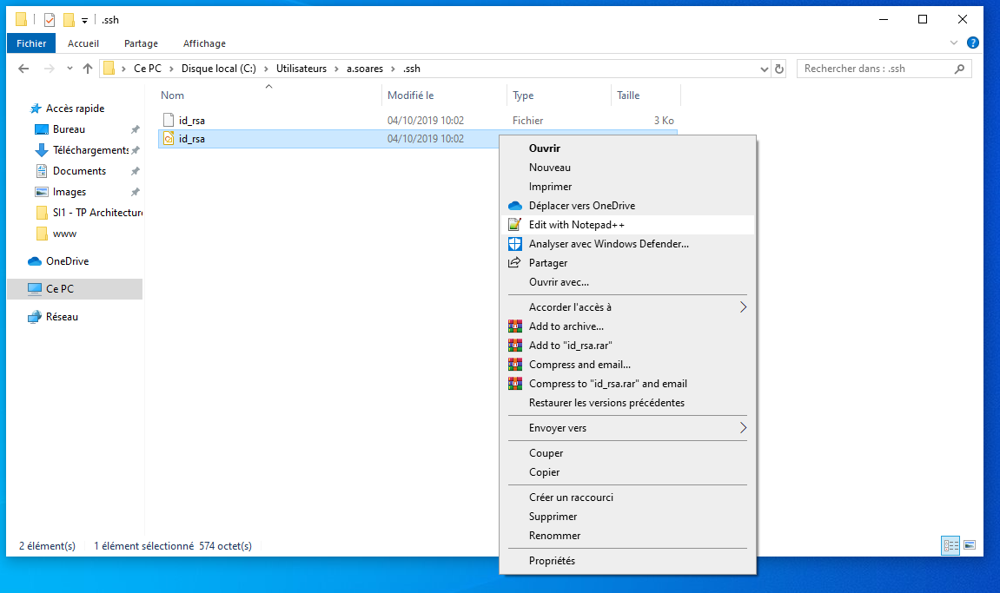 .ssh
Fichier Accueil Partage Affichage
Ce PC > Disque local (C:) > Utilisateurs > a.soares > .ssh
Rechercher dans : .ssh
Nom Modifié le Type Taille
id_rsa 04/10/2019 10:02 Fichier 3 Ko
id_rsa 04/10/2019 10:02
Accès rapide
Bureau
Téléchargements
Documents
Images
SI1 - TP Architecture
www
OneDrive
Ce PC
Réseau
Ouvrir
Nouveau
Imprimer
Déplacer vers OneDrive
Edit with Notepad++
Analyser avec Windows Defender...
Partager
Ouvrir avec...
Accorder l'accès à
Add to archive...
Add to "id_rsa.rar"
Compress and email...
Compress to "id_rsa.rar" and email
Restaurer les versions précédentes
Envoyer vers
Couper
Copier
Créer un raccourci
Supprimer
Renommer
Propriétés
2 élément(s) 1 élément sélectionné 574 octet(s)